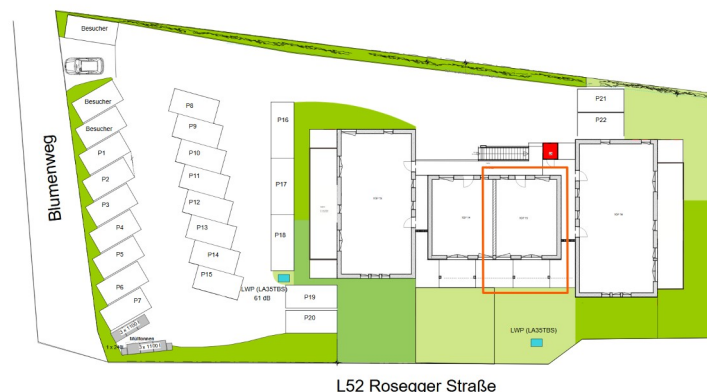 Besucher
Besucher
Besucher
P1
P2
P3
P4
P5
P6
P7
P8
P9
P10
P11
P12
P13
P14
P15
P16
P17
P18
P19
P20
P21
P22
Blumenweg
LWP (LA35TBS)
61 dB
LWP (LA35TBS)
Mülltonnen
L52 Rosegger Straße